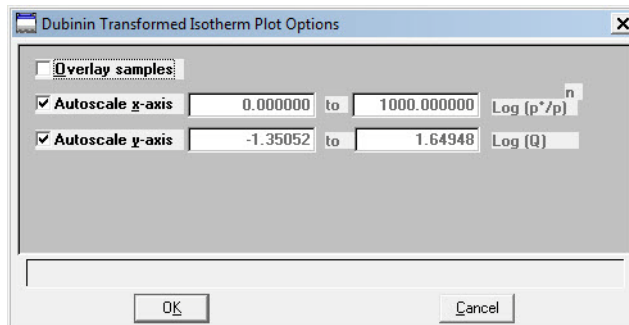 Dubinin Transformed Isotherm Plot Options
Overlay samples
Autoscale x-axis 0.000000 to 1000.000000 Log (p°/p) n
Autoscale y-axis -1.35052 to 1.64948 Log (Q)
OK Cancel